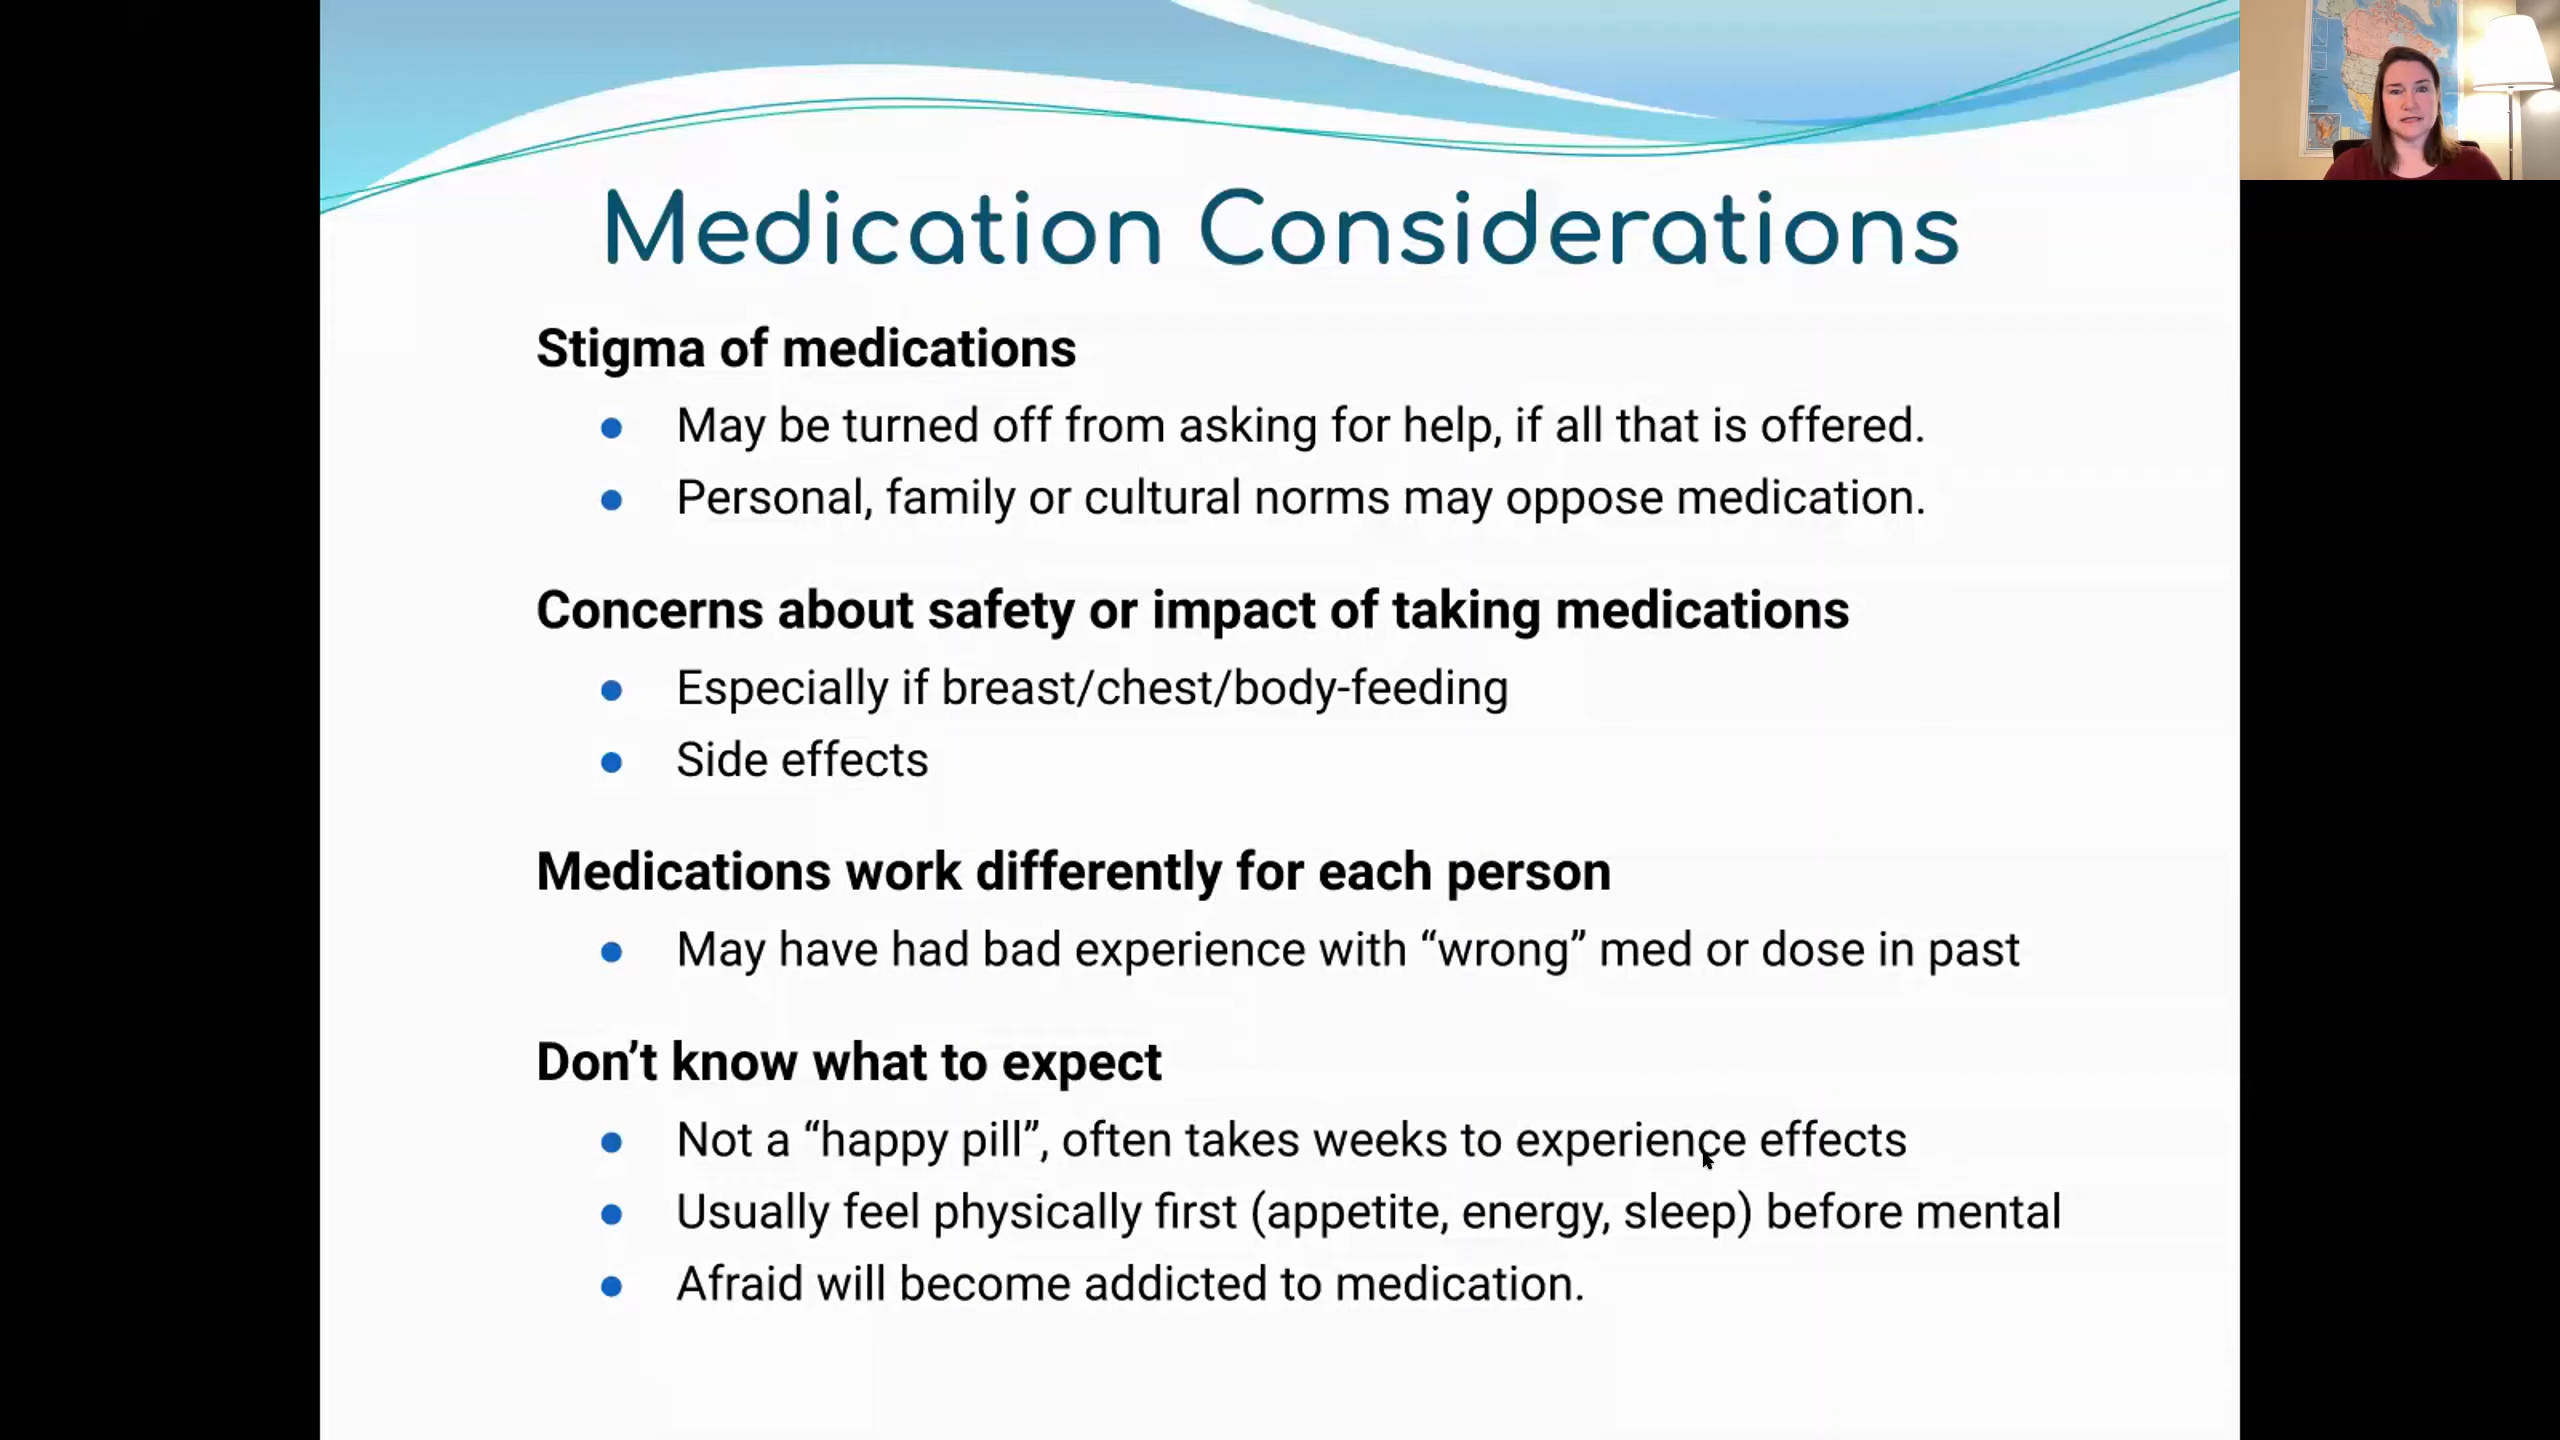 Medication Considerations
Stigma of medications
● May be turned off from asking for help, if all that is offered.
● Personal, family or cultural norms may oppose medication.
Concerns about safety or impact of taking medications
● Especially if breast/chest/body-feeding
● Side effects
Medications work differently for each person
● May have had bad experience with “wrong” med or dose in past
Don’t know what to expect
● Not a “happy pill”, often takes weeks to experience effects
● Usually feel physically first (appetite, energy, sleep) before mental
● Afraid will become addicted to medication.